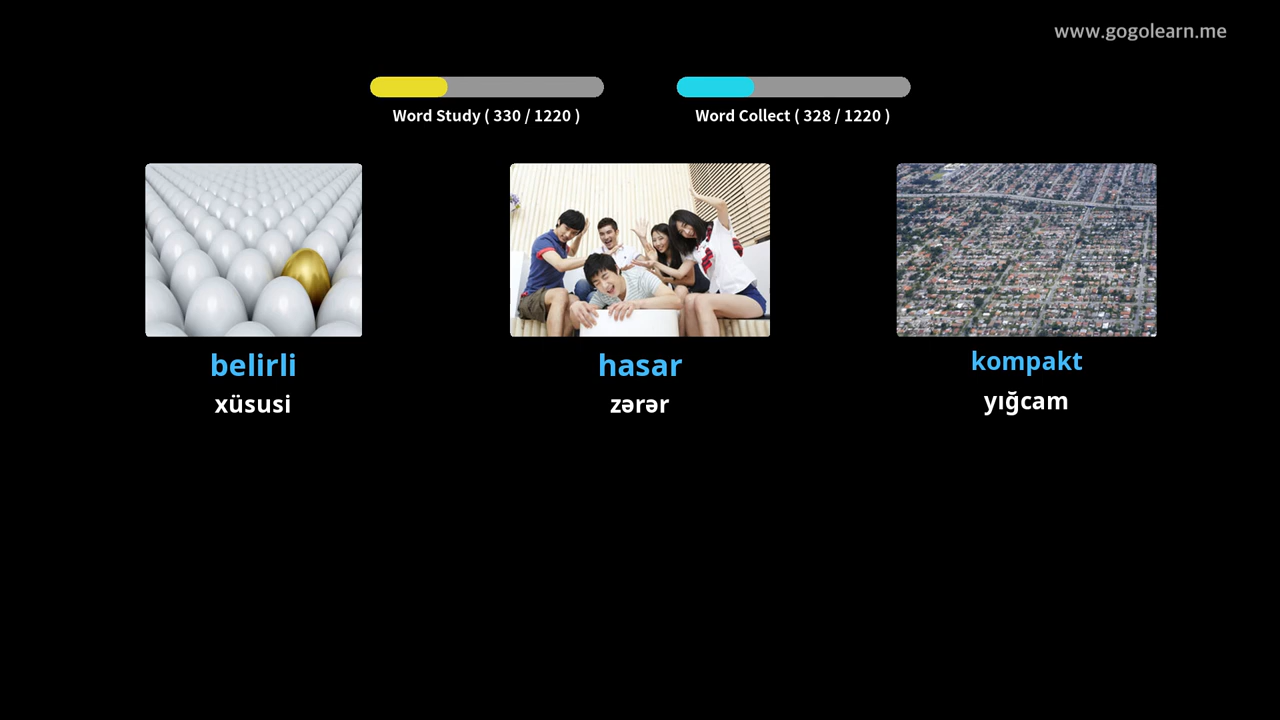 www.gogolearn.me
Word Study ( 330 / 1220 )
Word Collect ( 328 / 1220 )
belirli
xüsusi
hasar
zərər
kompakt
yığcam